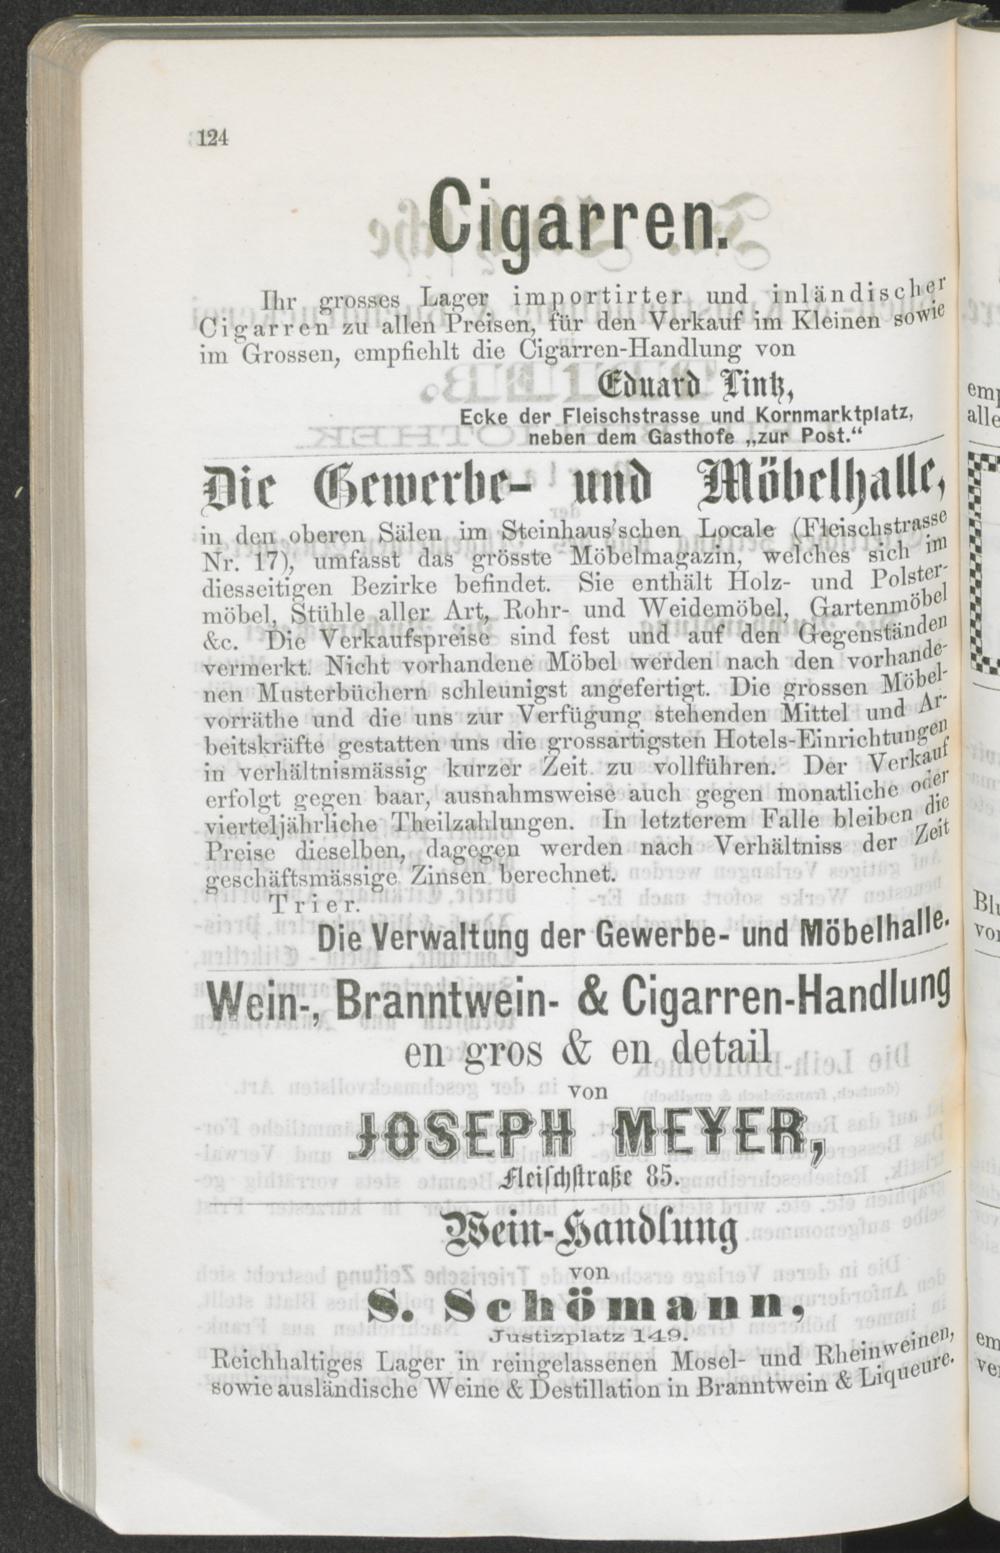 124
Cigarren.
Ihr grosses Lager importirter und inländischer
Cigarren zu allen Preisen, für den Verkauf im Kleinen sowie
im Grossen, empfiehlt die Cigarren-Handlung von
Eduard Lintz,
Ecke der Fleischstrasse und Kornmarktplatz,
neben dem Gasthofe „zur Post.“
Die Gewerbe- und Möbelhalle,
in den oberen Sälen im Steinhaus'schen Locale (Fleischstrasse
Nr. 17), umfasst das grösste Möbelmagazin, welches sich im
diesseitigen Bezirke befindet. Sie enthält Holz- und Polster-
möbel, Stühle aller Art, Rohr- und Weidemöbel, Gartenmöbel
&c. Die Verkaufspreise sind fest und auf den Gegenständen
vermerkt. Nicht vorhandene Möbel werden nach den vorhande-
nen Musterbüchern schleunigst angefertigt. Die grossen Möbel-
vorräthe und die uns zur Verfügung stehenden Mittel und Ar-
beitskräfte gestatten uns die grossartigsten Hotels-Einrichtungen
in verhältnismässig kurzer Zeit zu vollführen. Der Verkauf
erfolgt gegen baar, ausnahmsweise auch gegen monatliche oder
vierteljährliche Theilzahlungen. In letzterem Falle bleiben die
Preise dieselben, dagegen werden nach Verhältniss der Zeit
geschäftsmässige Zinsen berechnet.
Trier.
Die Verwaltung der Gewerbe- und Möbelhalle.
Wein-, Branntwein- & Cigarren-Handlung
en gros & en detail
von
JOSEPH MEYER,
Fleischstraße 85.
Wein-Handlung
von
S. Schömann,
Justizplatz 149.
Reichhaltiges Lager in reingelassenen Mosel- und Rheinweinen,
sowie ausländische Weine & Destillation in Branntwein & Liqueure.